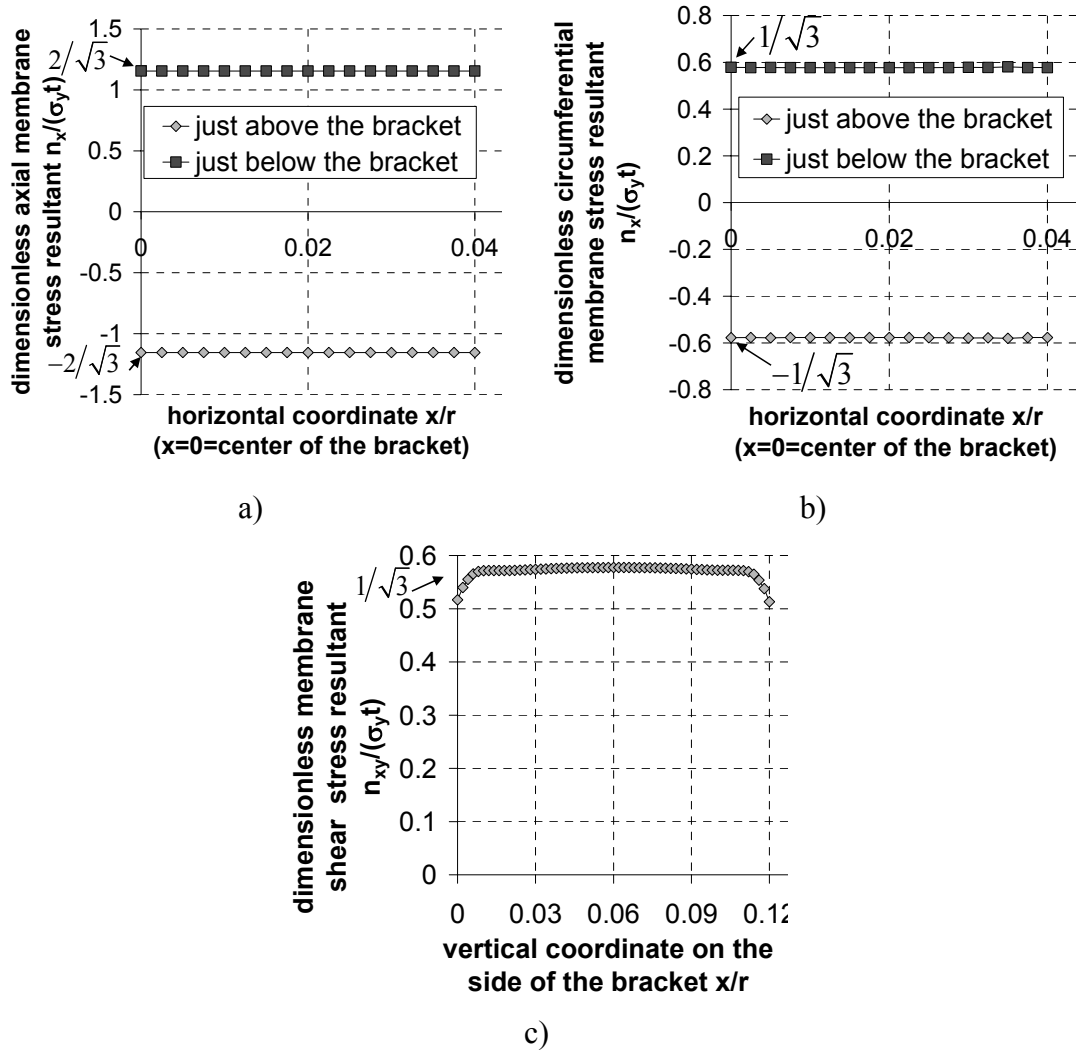 dimensionless axial membrane
stress resultant nₓ/(σᵧt)
1.5
2/√3
1
0.5
0
-0.5
-1
−2/√3
-1.5
just above the bracket
just below the bracket
0
0.02
0.04
horizontal coordinate x/r
(x=0=center of the bracket)
a)
dimensionless circumferential
membrane stress resultant
nₓ/(σᵧt)
0.8
1/√3
0.6
0.4
0.2
0
-0.2
-0.4
-0.6
−1/√3
-0.8
just above the bracket
just below the bracket
0
0.02
0.04
horizontal coordinate x/r
(x=0=center of the bracket)
b)
dimensionless membrane
shear stress resultant
nₓᵧ/(σᵧt)
0.6
1/√3
0.5
0.4
0.3
0.2
0.1
0
0
0.03
0.06
0.09
0.12
vertical coordinate on the
side of the bracket x/r
c)